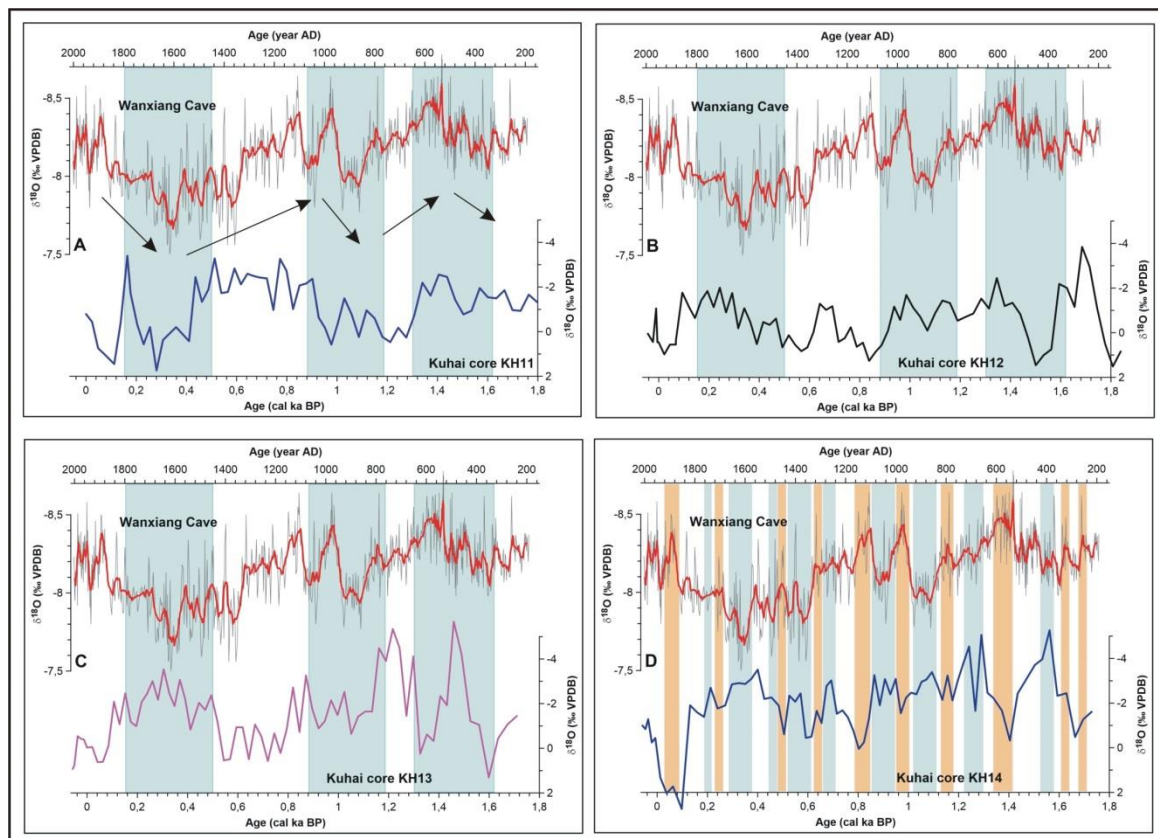 Age (year AD)
2000 1800 1600 1400 1200 1000 800 600 400 200
-8,5
-8
-7,5
δ18O (‰ VPDB)
Wanxiang Cave
A
-4
-2
0
2
δ18O (‰ VPDB)
Kuhai core KH11
0 0,2 0,4 0,6 0,8 1 1,2 1,4 1,6 1,8
Age (cal ka BP)
Age (year AD)
2000 1800 1600 1400 1200 1000 800 600 400 200
-8,5
-8
-7,5
δ18O (‰ VPDB)
Wanxiang Cave
B
-4
-2
0
2
δ18O (‰ VPDB)
Kuhai core KH12
0 0,2 0,4 0,6 0,8 1 1,2 1,4 1,6 1,8
Age (cal ka BP)
Age (year AD)
2000 1800 1600 1400 1200 1000 800 600 400 200
-8,5
-8
-7,5
δ18O (‰ VPDB)
Wanxiang Cave
C
-4
-2
0
2
δ18O (‰ VPDB)
Kuhai core KH13
0 0,2 0,4 0,6 0,8 1 1,2 1,4 1,6 1,8
Age (cal ka BP)
Age (year AD)
2000 1800 1600 1400 1200 1000 800 600 400 200
-8,5
-8
-7,5
δ18O (‰ VPDB)
Wanxiang Cave
D
-4
-2
0
2
δ18O (‰ VPDB)
Kuhai core KH14
0 0,2 0,4 0,6 0,8 1 1,2 1,4 1,6 1,8
Age (cal ka BP)